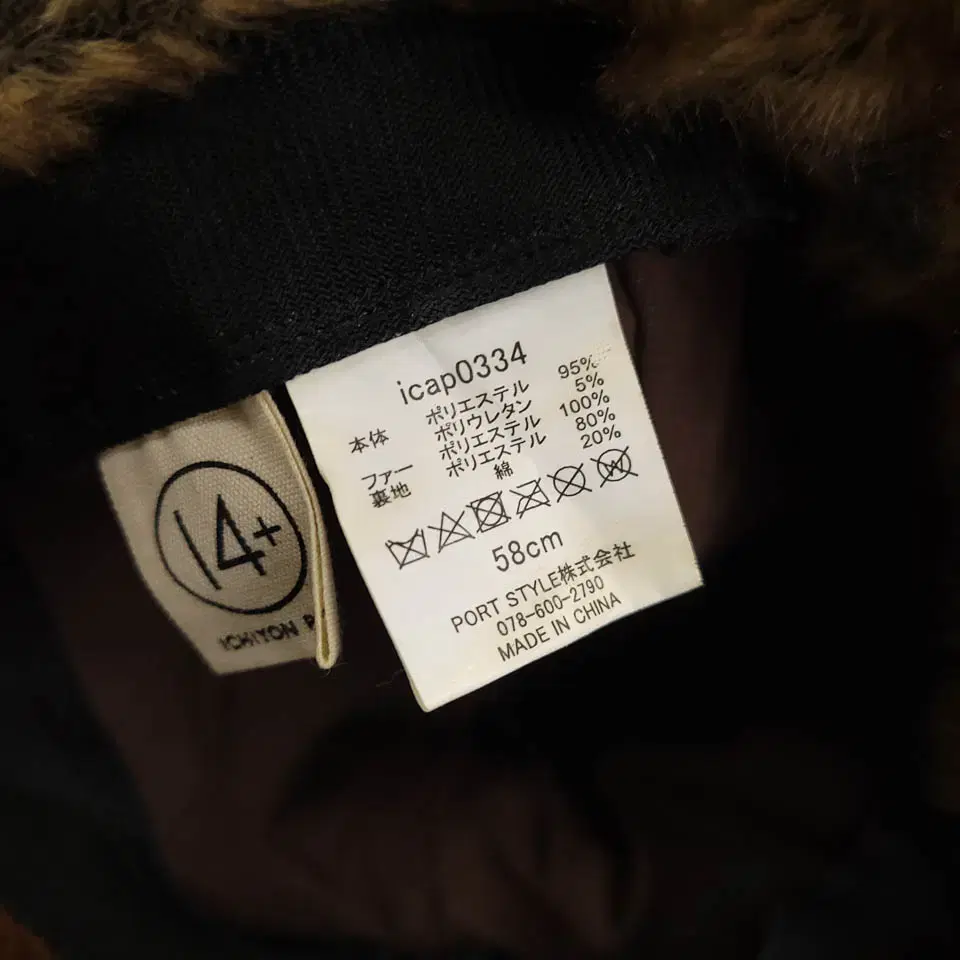 icap0334
本体 ポリエステル 95%
ポリウレタン 5%
ファー ポリエステル 100%
裏地 ポリエステル 80%
綿 20%
58cm
PORT STYLE株式会社
078-600-2790
MADE IN CHINA
14+
ICHIYON